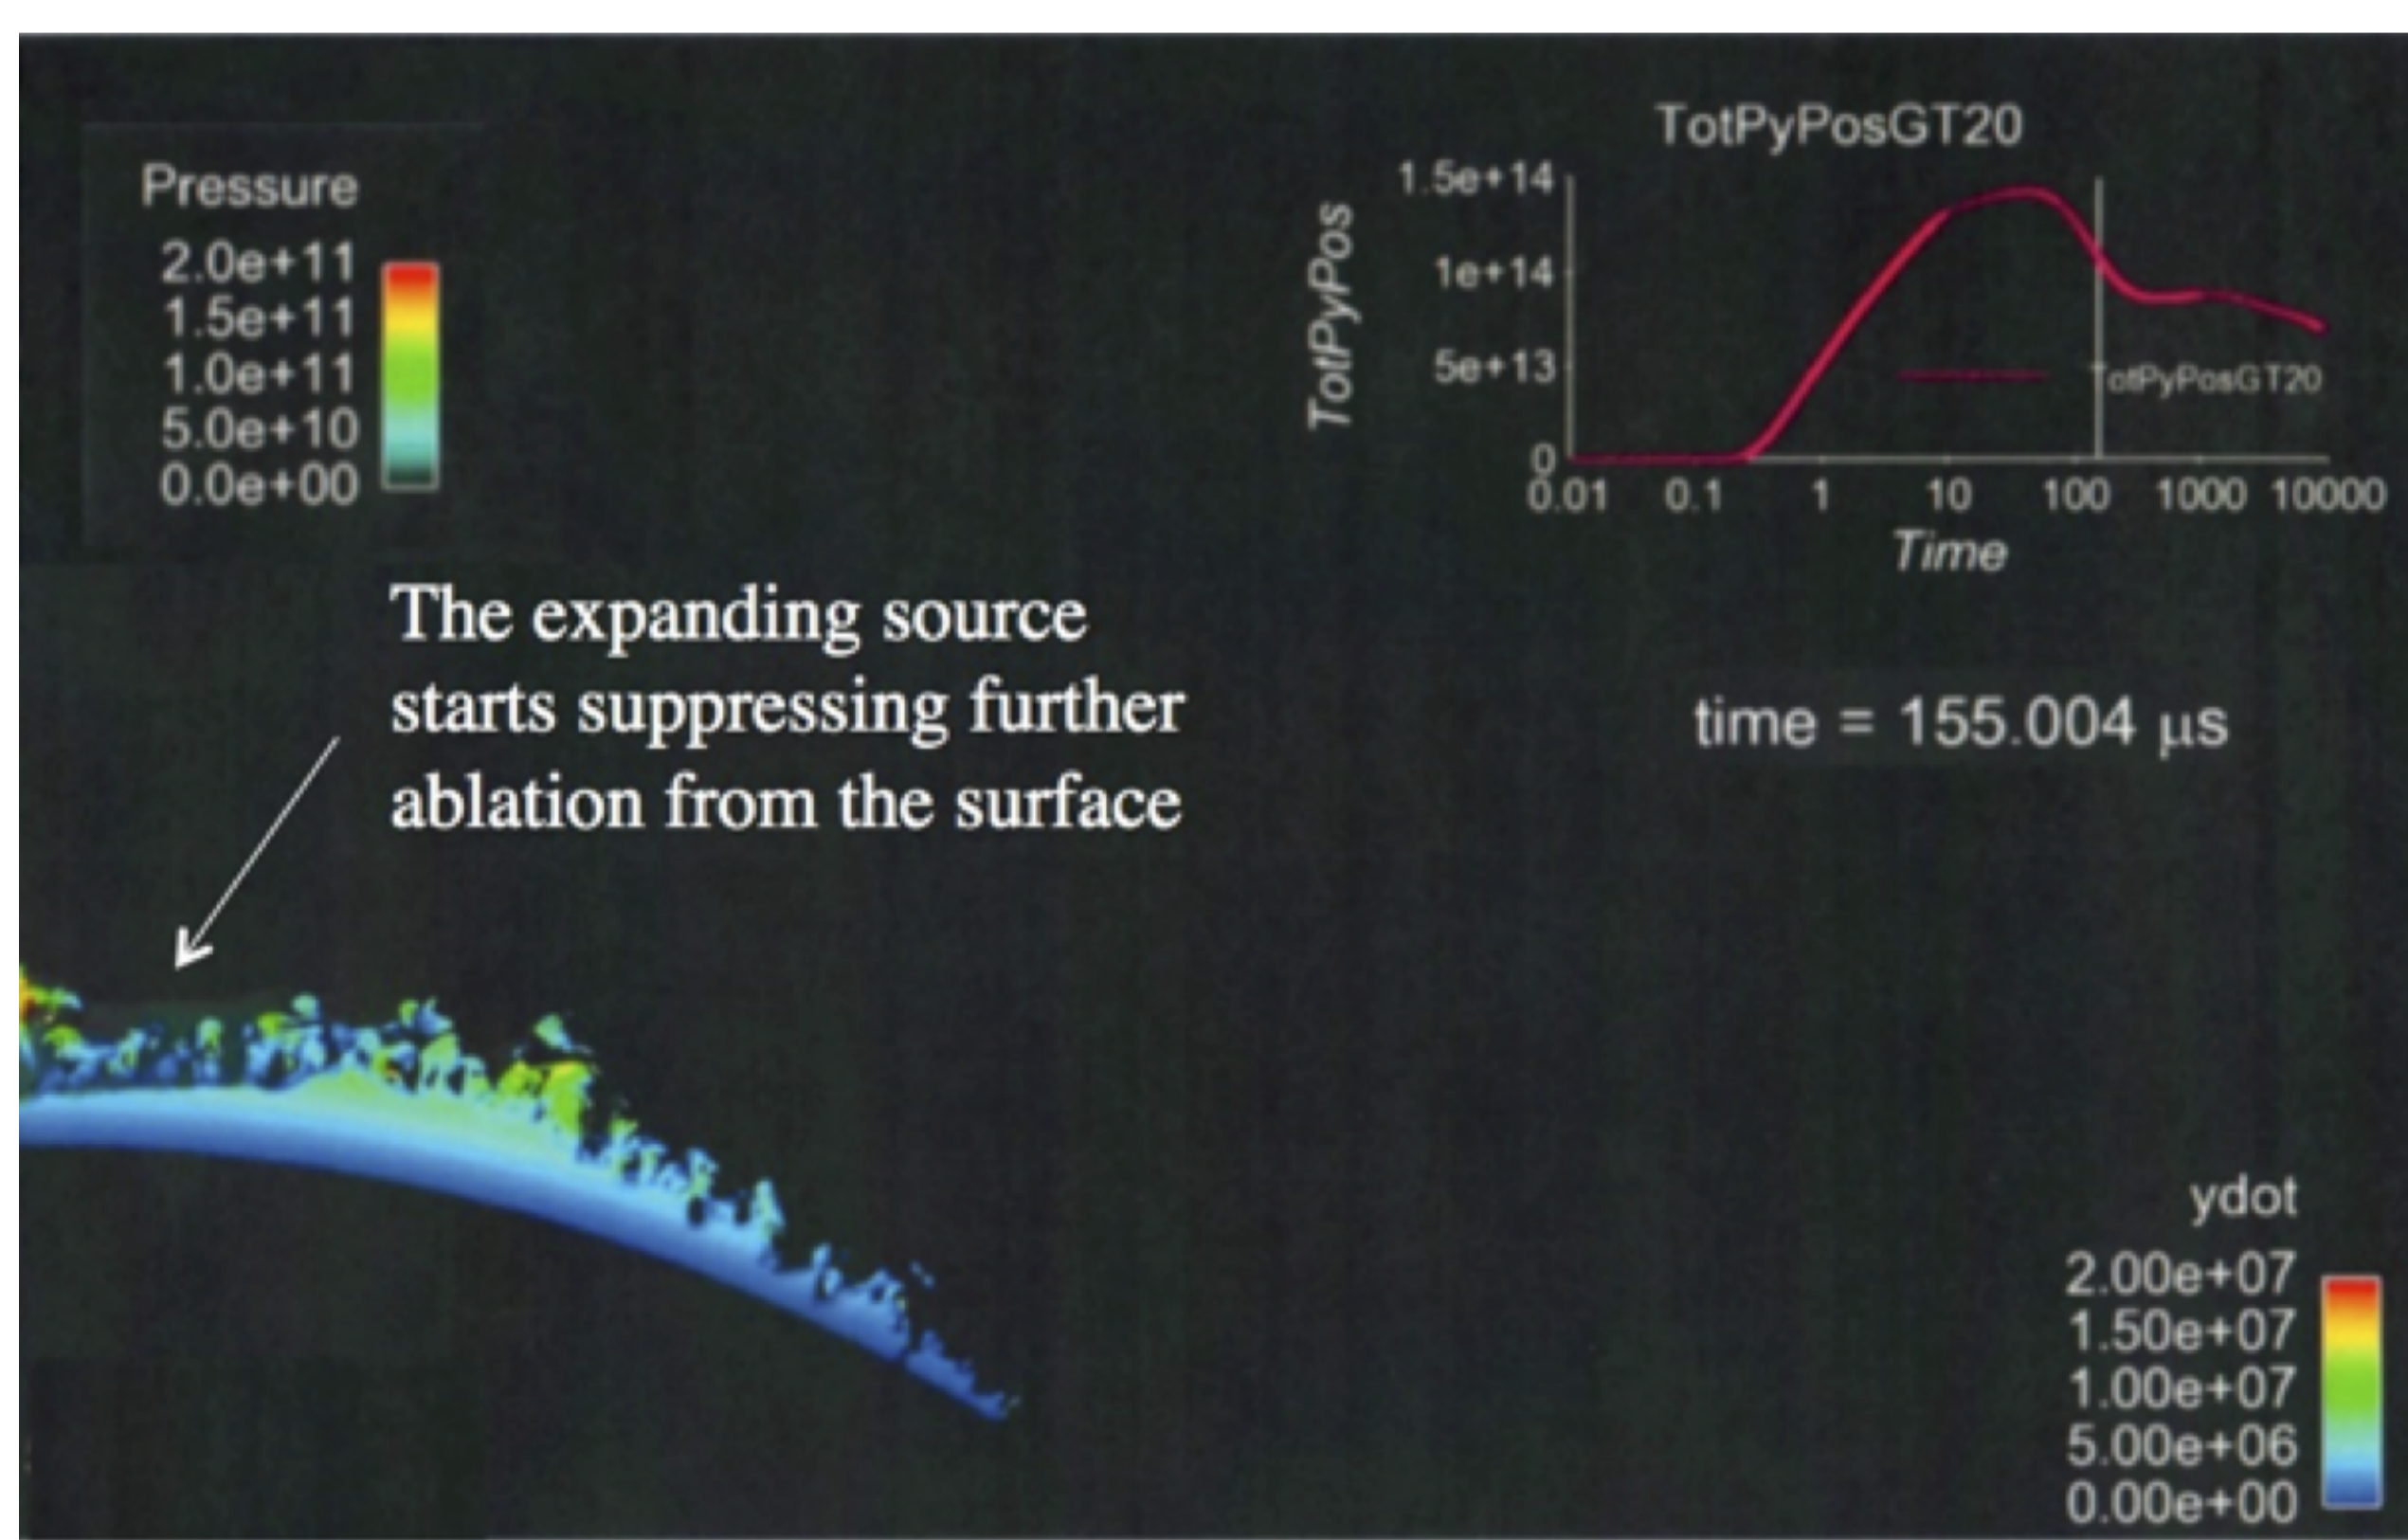 Pressure
2.0e+11
1.5e+11
1.0e+11
5.0e+10
0.0e+00
TotPyPosGT20
TotPyPos
1.5e+14
1e+14
5e+13
0
TotPyPosGT20
0.01 0.1 1 10 100 1000 10000
Time
The expanding source
starts suppressing further
ablation from the surface
time = 155.004 µs
ydot
2.00e+07
1.50e+07
1.00e+07
5.00e+06
0.00e+00